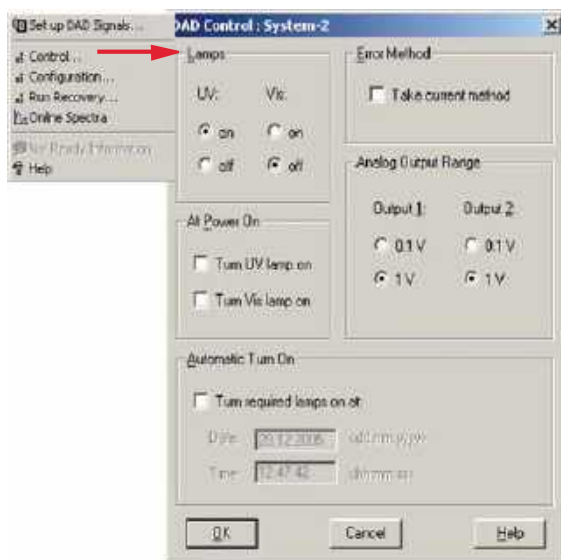 Set up DAD Signals...
Control...
Configuration...
Run Recovery...
Online Spectra
Not Ready Information
Help
DAD Control : System-2
Lamps
UV:
Vis:
on
on
off
off
Error Method
Take current method
Analog Output Range
Output 1:
Output 2:
0.1 V
0.1 V
1 V
1 V
At Power On
Turn UV lamp on
Turn Vis lamp on
Automatic Turn On
Turn required lamps on at:
Date:
Time:
12:47:42
OK
Cancel
Help